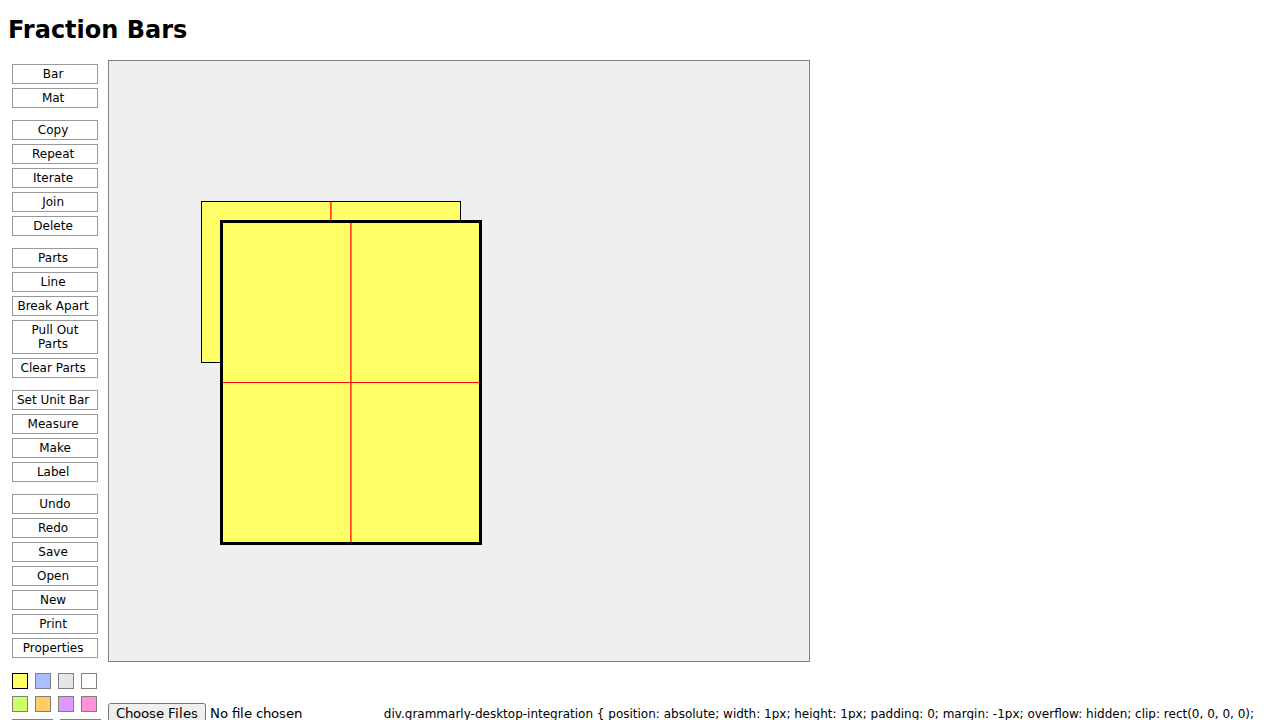 Fraction Bars
Bar
Mat
Copy
Repeat
Iterate
Join
Delete
Parts
Line
Break Apart
Pull Out
Parts
Clear Parts
Set Unit Bar
Measure
Make
Label
Undo
Redo
Save
Open
New
Print
Properties
Choose Files No file chosen
div.grammarly-desktop-integration { position: absolute; width: 1px; height: 1px; padding: 0; margin: -1px; overflow: hidden; clip: rect(0, 0, 0, 0);